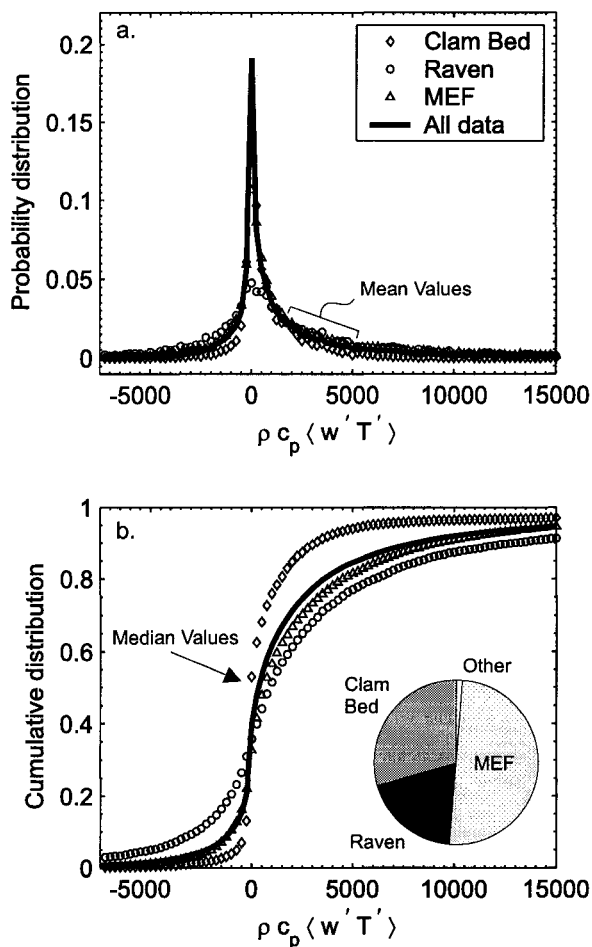 a.
Clam Bed
Raven
MEF
All data
0.2
0.15
0.1
0.05
0
Probability distribution
Mean Values
-5000 0 5000 10000 15000
ρ c_p ⟨ w ′ T ′ ⟩
b.
1
0.8
0.6
0.4
0.2
0
Cumulative distribution
Median Values
Other
Clam
Bed
MEF
Raven
-5000 0 5000 10000 15000
ρ c_p ⟨ w ′ T ′ ⟩